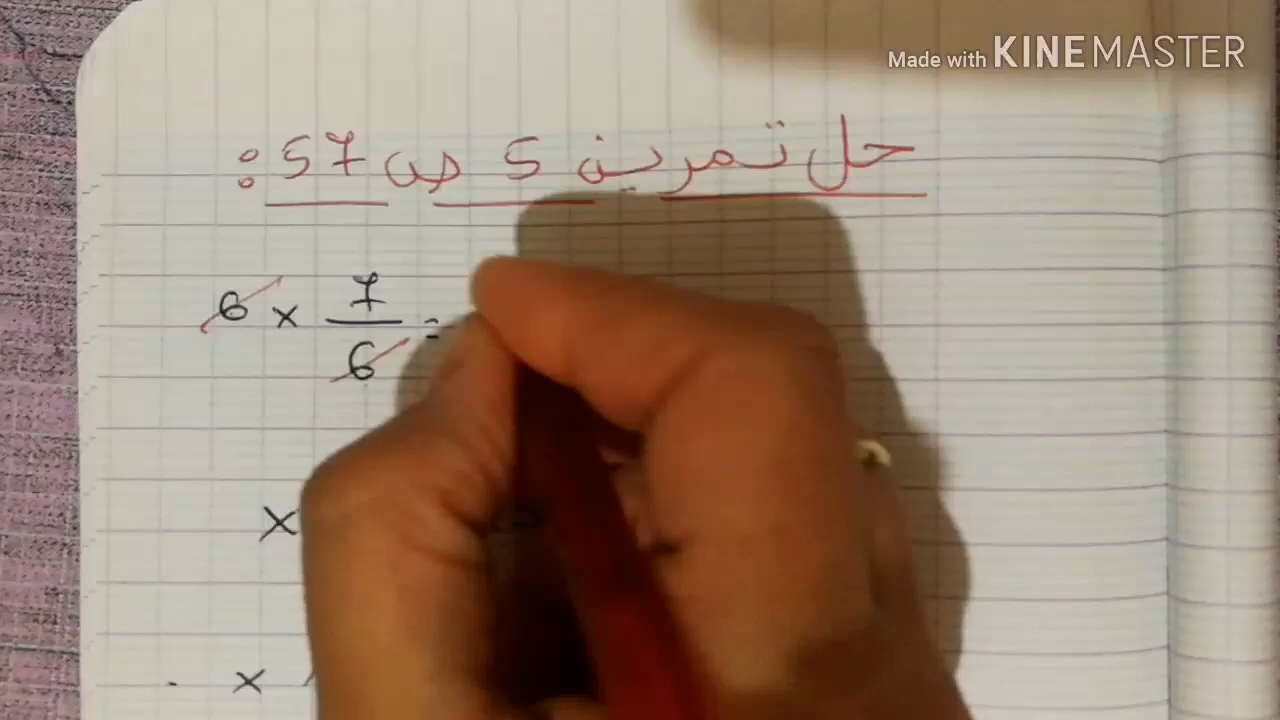 Made with KINEMASTER
حل تمرين 5 ص 57 :
6 × 7/6 =
×
. ×